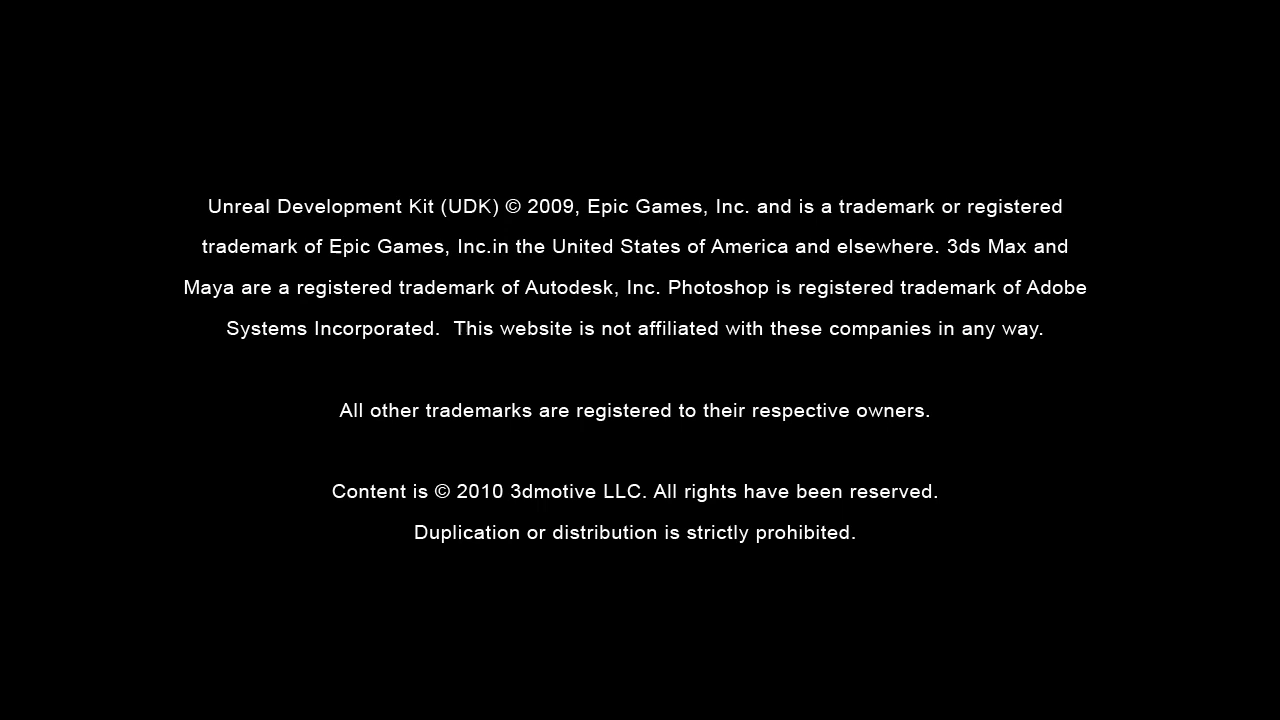 Unreal Development Kit (UDK) © 2009, Epic Games, Inc. and is a trademark or registered
trademark of Epic Games, Inc.in the United States of America and elsewhere. 3ds Max and
Maya are a registered trademark of Autodesk, Inc. Photoshop is registered trademark of Adobe
Systems Incorporated.  This website is not affiliated with these companies in any way.
All other trademarks are registered to their respective owners.
Content is © 2010 3dmotive LLC. All rights have been reserved.
Duplication or distribution is strictly prohibited.